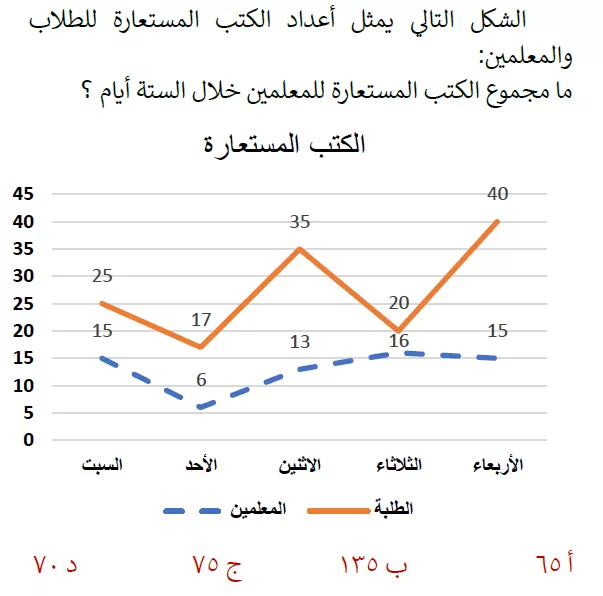 الشكل التالي يمثل أعداد الكتب المستعارة للطلاب
والمعلمين:
ما مجموع الكتب المستعارة للمعلمين خلال الستة أيام ؟
الكتب المستعارة
45
40
35
30
25
20
15
10
5
0
25
17
35
20
40
15
6
13
16
15
السبت
الأحد
الاثنين
الثلاثاء
الأربعاء
المعلمين
الطلبة
أ ٦٥
ب ١٣٥
ج ٧٥
د ٧٠